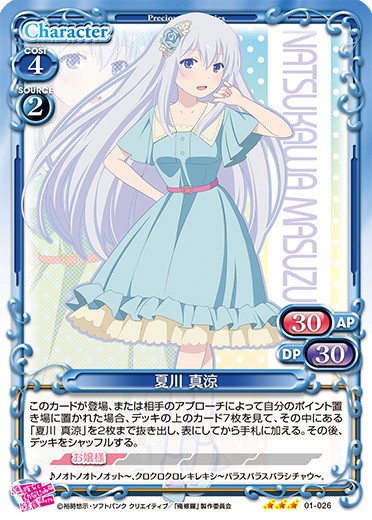 Precious
Character
COST
4
SOURCE
2
NATSUKAWA MASUZU
30 AP
DP 30
夏川 真涼
このカードが登場、または相手のアプローチによって自分のポイント置
き場に置かれた場合、デッキの上のカード7枚を見て、その中にある
「夏川 真涼」を2枚まで抜き出し、表にしてから手札に加える。その後、
デッキをシャッフルする。
お嬢様
♪ノオトノオトノオット〜、クロクロクロレキレキシ〜バラスバラスバラシチャウ〜。
©裕時悠示・ソフトバンク クリエイティブ/「俺修羅」製作委員会
01-026